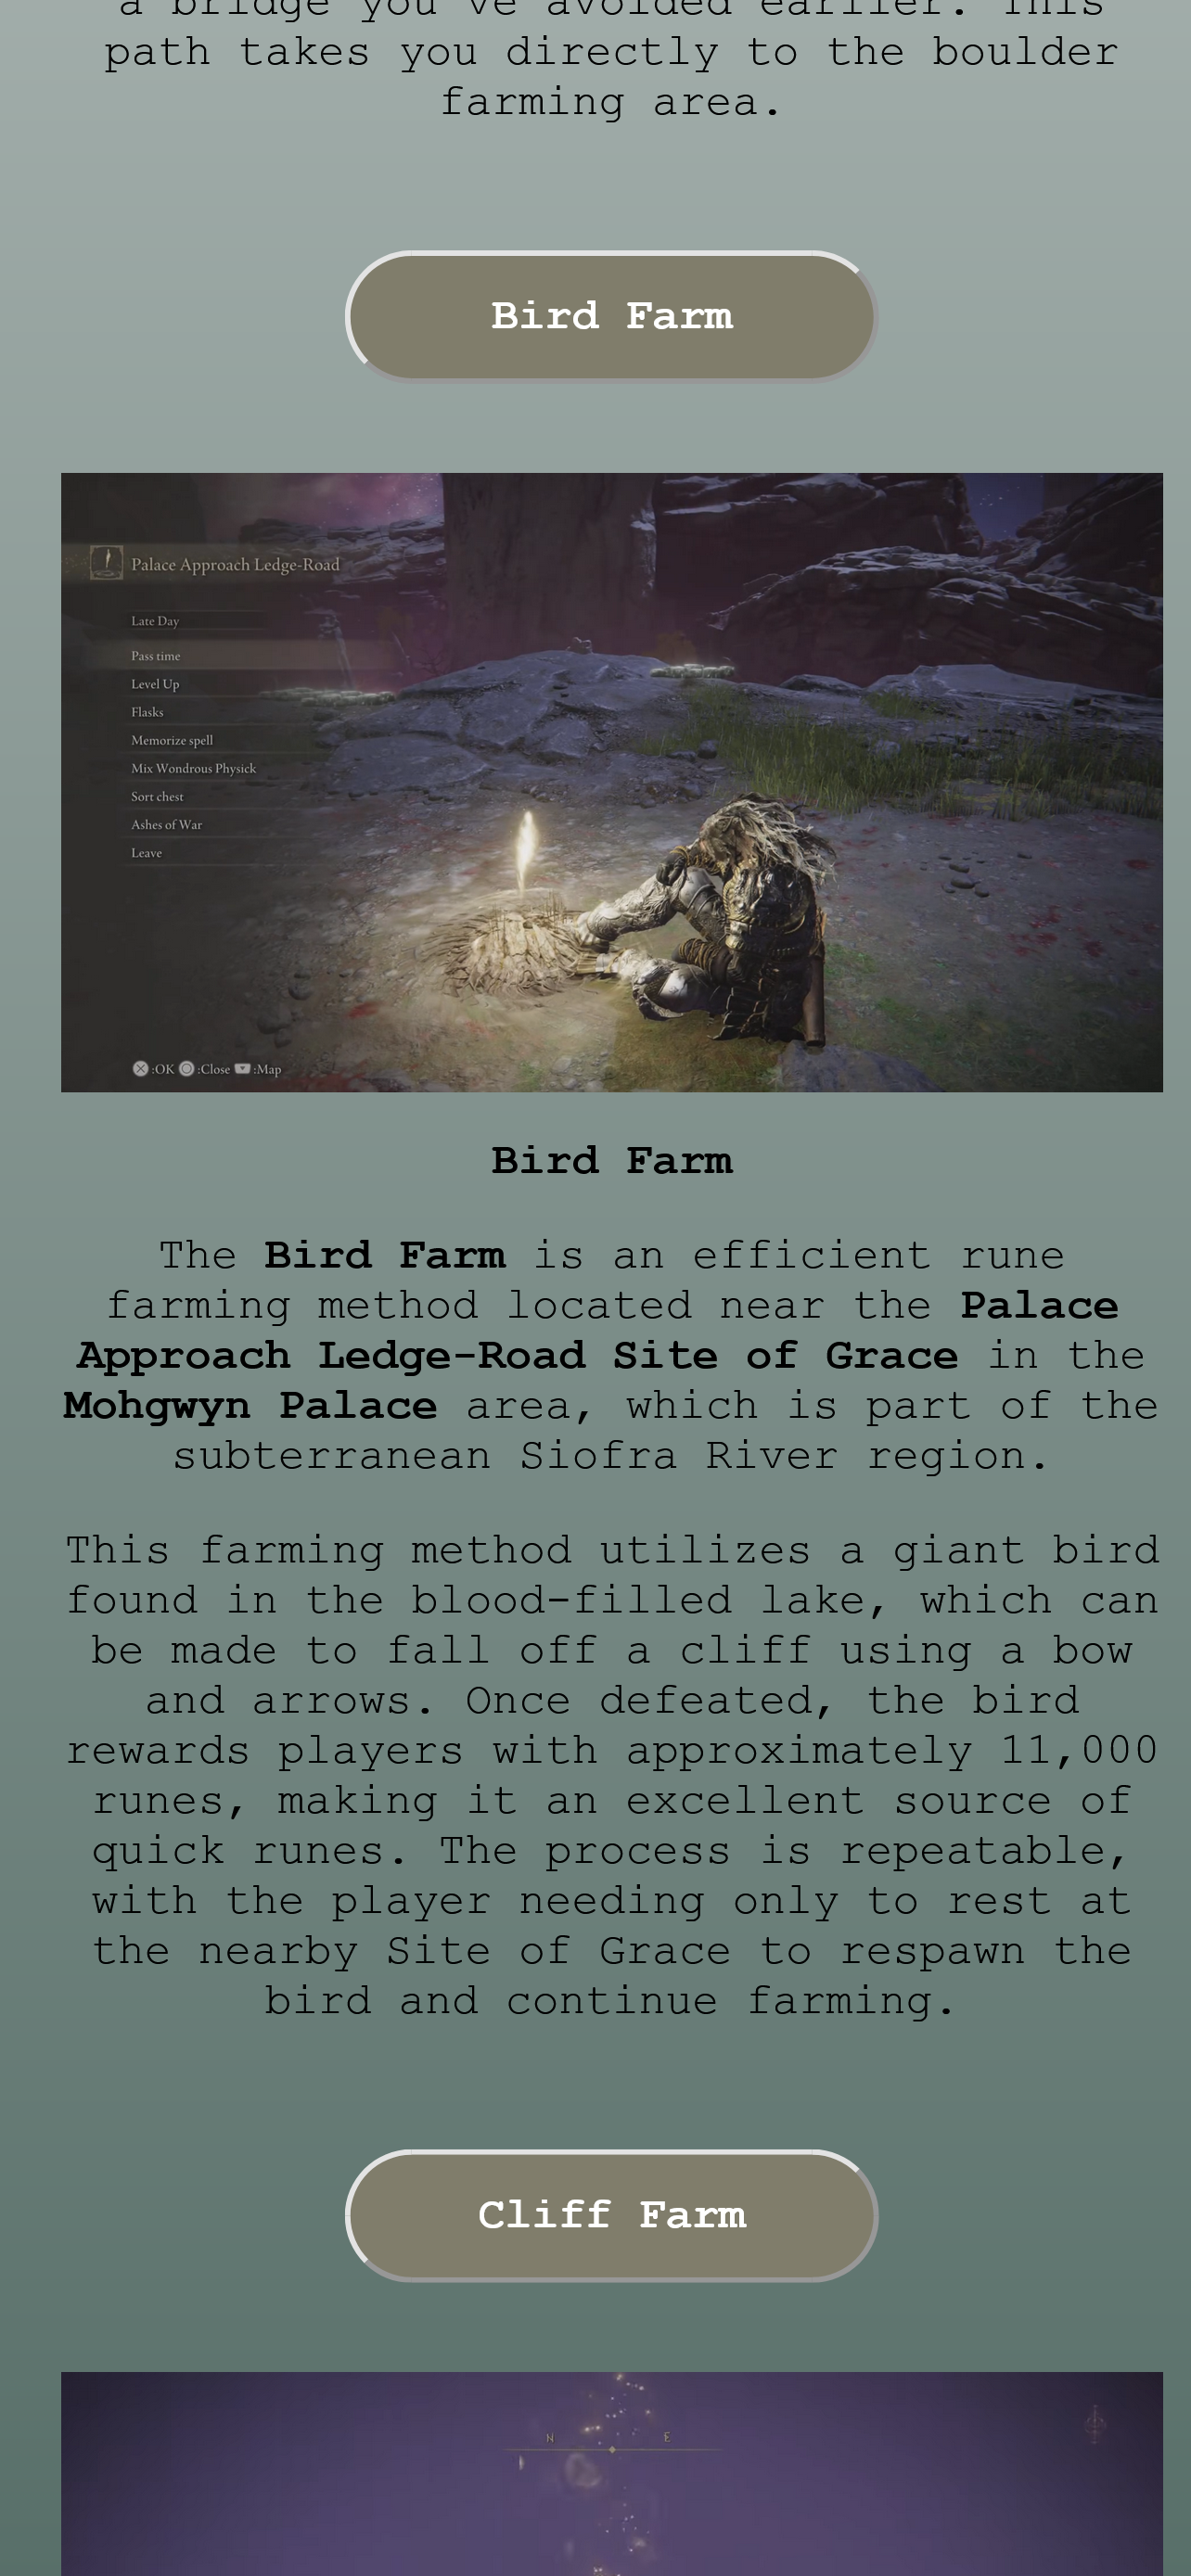 a bridge you've avoided earlier. This
path takes you directly to the boulder
farming area.
Bird Farm
Palace Approach Ledge-Road
Late Day
Pass time
Level Up
Flasks
Memorize spell
Mix Wondrous Physick
Sort chest
Ashes of War
Leave
:OK :Close :Map
Bird Farm
The Bird Farm is an efficient rune
farming method located near the Palace
Approach Ledge-Road Site of Grace in the
Mohgwyn Palace area, which is part of the
subterranean Siofra River region.
This farming method utilizes a giant bird
found in the blood-filled lake, which can
be made to fall off a cliff using a bow
and arrows. Once defeated, the bird
rewards players with approximately 11,000
runes, making it an excellent source of
quick runes. The process is repeatable,
with the player needing only to rest at
the nearby Site of Grace to respawn the
bird and continue farming.
Cliff Farm
N E